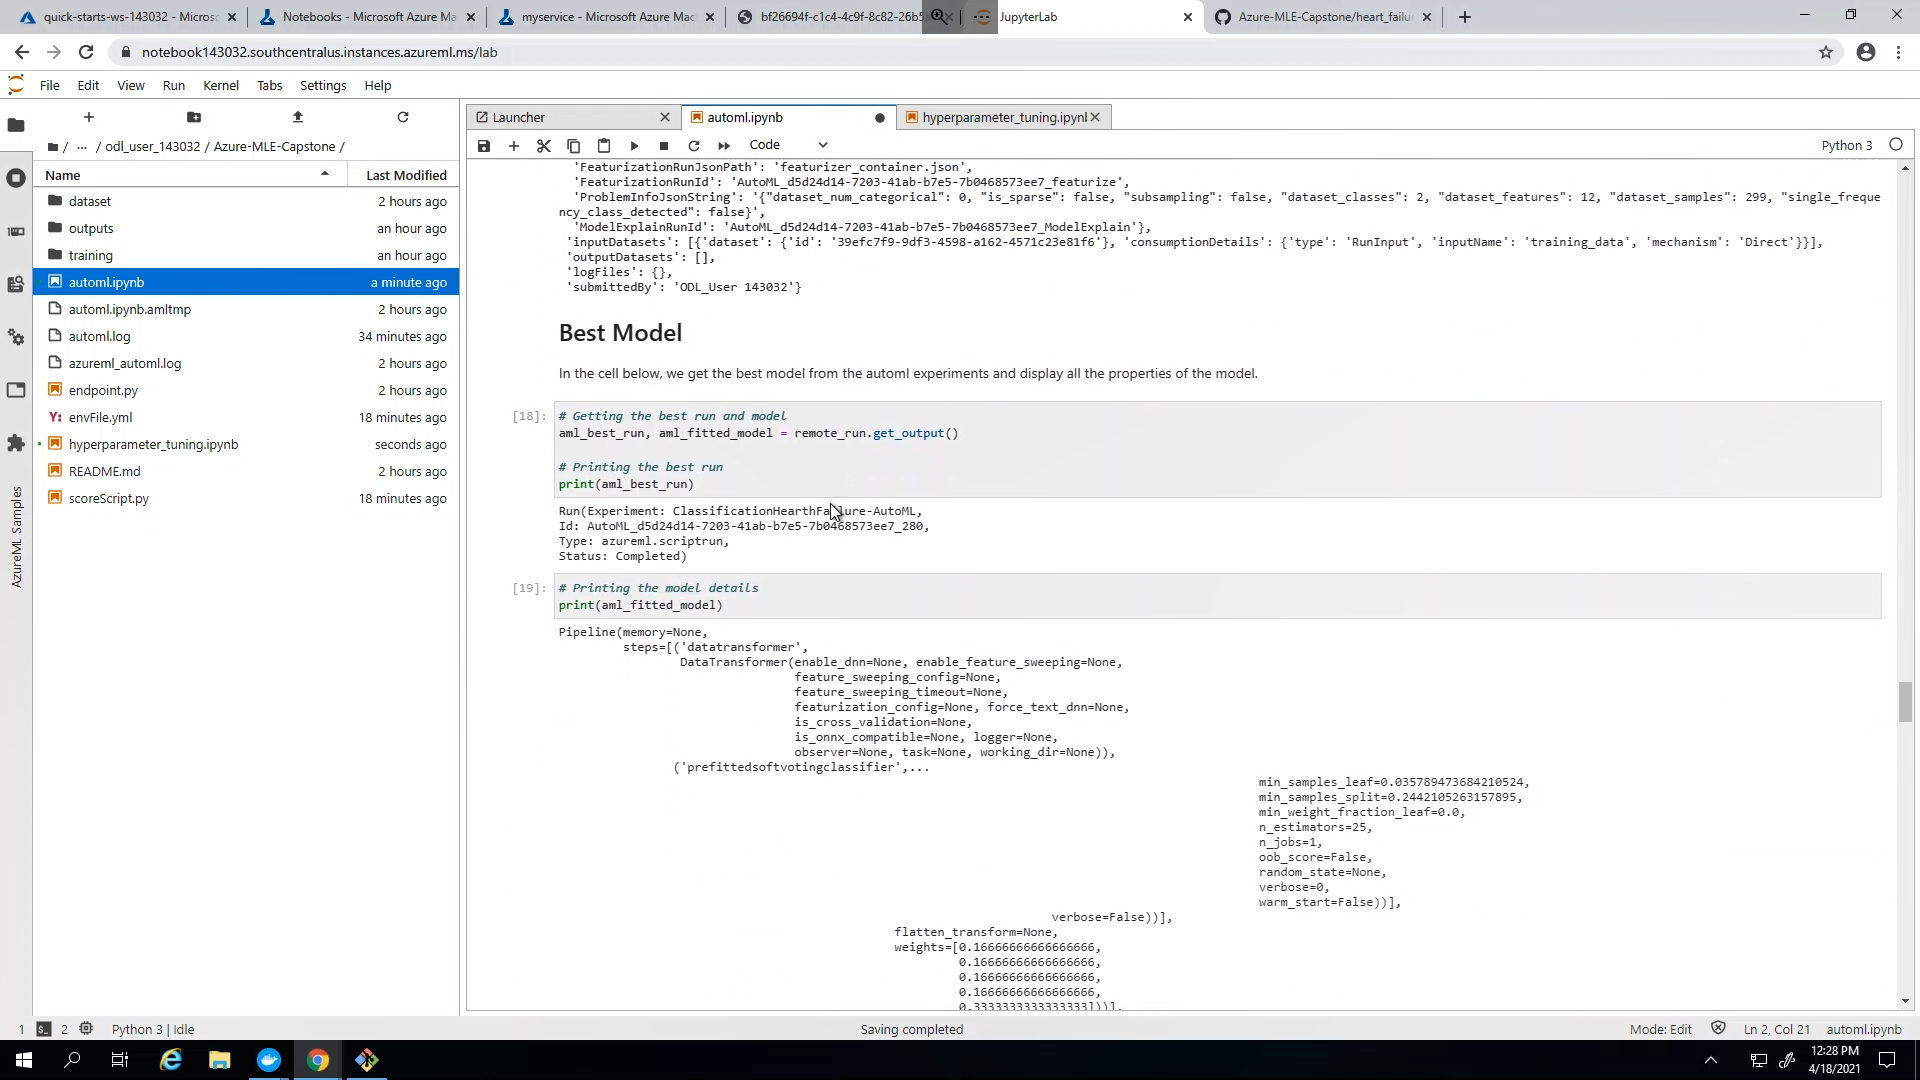 quick-starts-ws-143032 - Micros
Notebooks - Microsoft Azure Ma
myservice - Microsoft Azure Mac
bf26694f-c1c4-4c9f-8c82-26b5
JupyterLab
Azure-MLE-Capstone/heart_failu
notebook143032.southcentralus.instances.azureml.ms/lab
File Edit View Run Kernel Tabs Settings Help
Launcher
automl.ipynb
hyperparameter_tuning.ipynl
/ ... / odl_user_143032 / Azure-MLE-Capstone /
Code
Python 3
Name Last Modified
dataset 2 hours ago
outputs an hour ago
training an hour ago
automl.ipynb a minute ago
automl.ipynb.amltmp 2 hours ago
automl.log 34 minutes ago
azureml_automl.log 2 hours ago
endpoint.py 2 hours ago
Y: envFile.yml 18 minutes ago
hyperparameter_tuning.ipynb seconds ago
README.md 2 hours ago
scoreScript.py 18 minutes ago
AzureML Samples
'FeaturizationRunJsonPath': 'featurizer_container.json',
'FeaturizationRunId': 'AutoML_d5d24d14-7203-41ab-b7e5-7b0468573ee7_featurize',
'ProblemInfoJsonString': '{"dataset_num_categorical": 0, "is_sparse": false, "subsampling": false, "dataset_classes": 2, "dataset_features": 12, "dataset_samples": 299, "single_freque
ncy_class_detected": false}',
'ModelExplainRunId': 'AutoML_d5d24d14-7203-41ab-b7e5-7b0468573ee7_ModelExplain'},
'inputDatasets': [{'dataset': {'id': '39efc7f9-9df3-4598-a162-4571c23e81f6'}, 'consumptionDetails': {'type': 'RunInput', 'inputName': 'training_data', 'mechanism': 'Direct'}}],
'outputDatasets': [],
'logFiles': {},
'submittedBy': 'ODL_User 143032'}
Best Model
In the cell below, we get the best model from the automl experiments and display all the properties of the model.
[18]: # Getting the best run and model
aml_best_run, aml_fitted_model = remote_run.get_output()
# Printing the best run
print(aml_best_run)
Run(Experiment: ClassificationHearthFailure-AutoML,
Id: AutoML_d5d24d14-7203-41ab-b7e5-7b0468573ee7_280,
Type: azureml.scriptrun,
Status: Completed)
[19]: # Printing the model details
print(aml_fitted_model)
Pipeline(memory=None,
steps=[('datatransformer',
DataTransformer(enable_dnn=None, enable_feature_sweeping=None,
feature_sweeping_config=None,
feature_sweeping_timeout=None,
featurization_config=None, force_text_dnn=None,
is_cross_validation=None,
is_onnx_compatible=None, logger=None,
observer=None, task=None, working_dir=None)),
('prefittedsoftvotingclassifier',...
min_samples_leaf=0.035789473684210524,
min_samples_split=0.2442105263157895,
min_weight_fraction_leaf=0.0,
n_estimators=25,
n_jobs=1,
oob_score=False,
random_state=None,
verbose=0,
warm_start=False))],
verbose=False))],
flatten_transform=None,
weights=[0.16666666666666666,
0.16666666666666666,
0.16666666666666666,
0.16666666666666666,
0.3333333333333333]))],
1 2 Python 3 | Idle
Saving completed
Mode: Edit Ln 2, Col 21 automl.ipynb
12:28 PM
4/18/2021